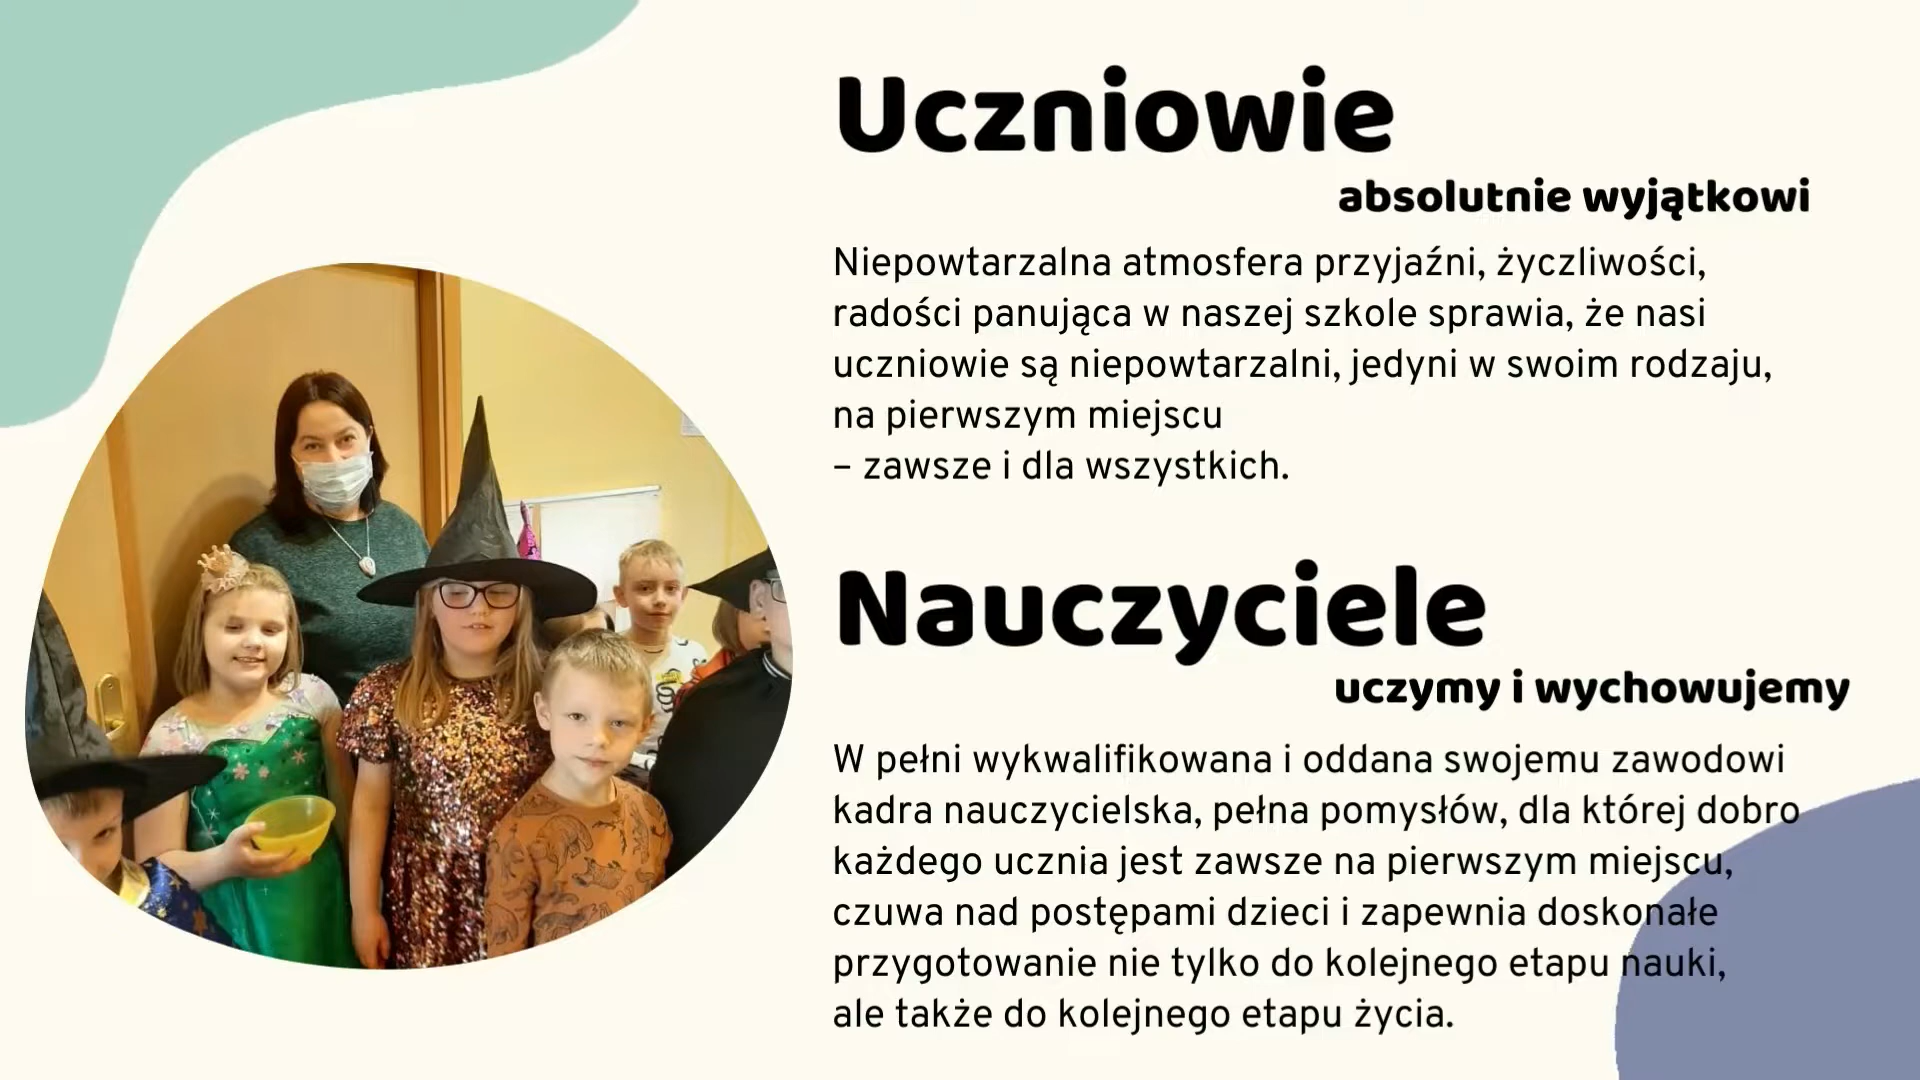 Uczniowie
absolutnie wyjątkowi
Niepowtarzalna atmosfera przyjaźni, życzliwości,
radości panująca w naszej szkole sprawia, że nasi
uczniowie są niepowtarzalni, jedyni w swoim rodzaju,
na pierwszym miejscu
– zawsze i dla wszystkich.
Nauczyciele
uczymy i wychowujemy
W pełni wykwalifikowana i oddana swojemu zawodowi
kadra nauczycielska, pełna pomysłów, dla której dobro
każdego ucznia jest zawsze na pierwszym miejscu,
czuwa nad postępami dzieci i zapewnia doskonałe
przygotowanie nie tylko do kolejnego etapu nauki,
ale także do kolejnego etapu życia.